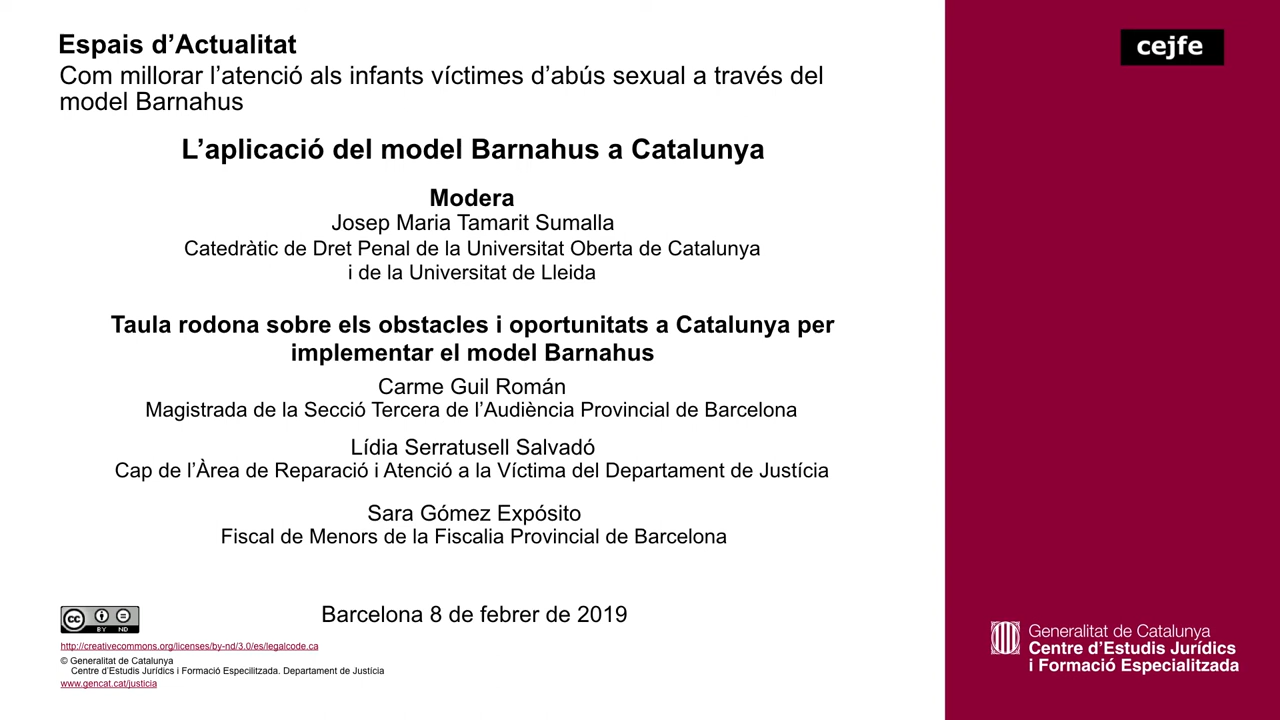 Espais d’Actualitat
Com millorar l’atenció als infants víctimes d’abús sexual a través del
model Barnahus
L’aplicació del model Barnahus a Catalunya
Modera
Josep Maria Tamarit Sumalla
Catedràtic de Dret Penal de la Universitat Oberta de Catalunya
i de la Universitat de Lleida
Taula rodona sobre els obstacles i oportunitats a Catalunya per
implementar el model Barnahus
Carme Guil Román
Magistrada de la Secció Tercera de l’Audiència Provincial de Barcelona
Lídia Serratusell Salvadó
Cap de l’Àrea de Reparació i Atenció a la Víctima del Departament de Justícia
Sara Gómez Expósito
Fiscal de Menors de la Fiscalia Provincial de Barcelona
Barcelona 8 de febrer de 2019
cc BY ND
http://creativecommons.org/licenses/by-nd/3.0/es/legalcode.ca
© Generalitat de Catalunya
Centre d’Estudis Jurídics i Formació Especilitzada. Departament de Justícia
www.gencat.cat/justicia
cejfe
Generalitat de Catalunya
Centre d’Estudis Jurídics
i Formació Especialitzada